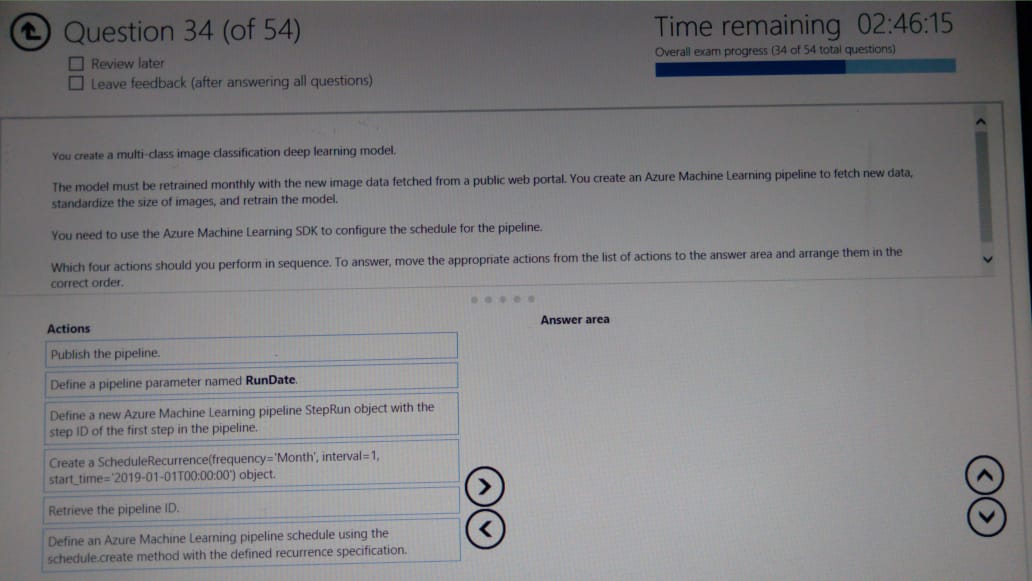 Question 34 (of 54)
Time remaining 02:46:15
Review later
Leave feedback (after answering all questions)
Overall exam progress (34 of 54 total questions)
You create a multi-class image classification deep learning model.
The model must be retrained monthly with the new image data fetched from a public web portal. You create an Azure Machine Learning pipeline to fetch new data,
standardize the size of images, and retrain the model.
You need to use the Azure Machine Learning SDK to configure the schedule for the pipeline.
Which four actions should you perform in sequence. To answer, move the appropriate actions from the list of actions to the answer area and arrange them in the
correct order.
Actions
Publish the pipeline.
Define a pipeline parameter named RunDate.
Define a new Azure Machine Learning pipeline StepRun object with the
step ID of the first step in the pipeline.
Create a ScheduleRecurrence(frequency='Month', interval=1,
start_time='2019-01-01T00:00:00') object.
Retrieve the pipeline ID.
Define an Azure Machine Learning pipeline schedule using the
schedule.create method with the defined recurrence specification.
Answer area